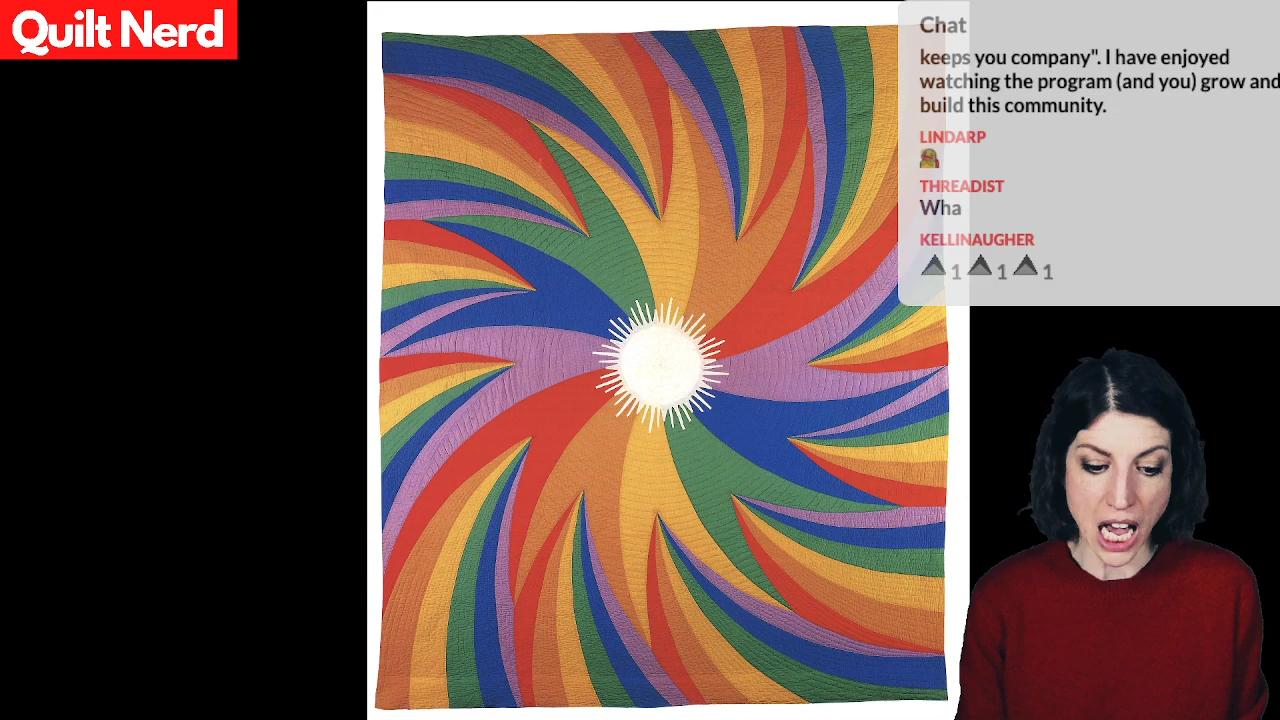 Quilt Nerd
Chat
keeps you company". I have enjoyed
watching the program (and you) grow and
build this community.
LINDARP
THREADIST
Wha
KELLINAUGHER
1 1 1